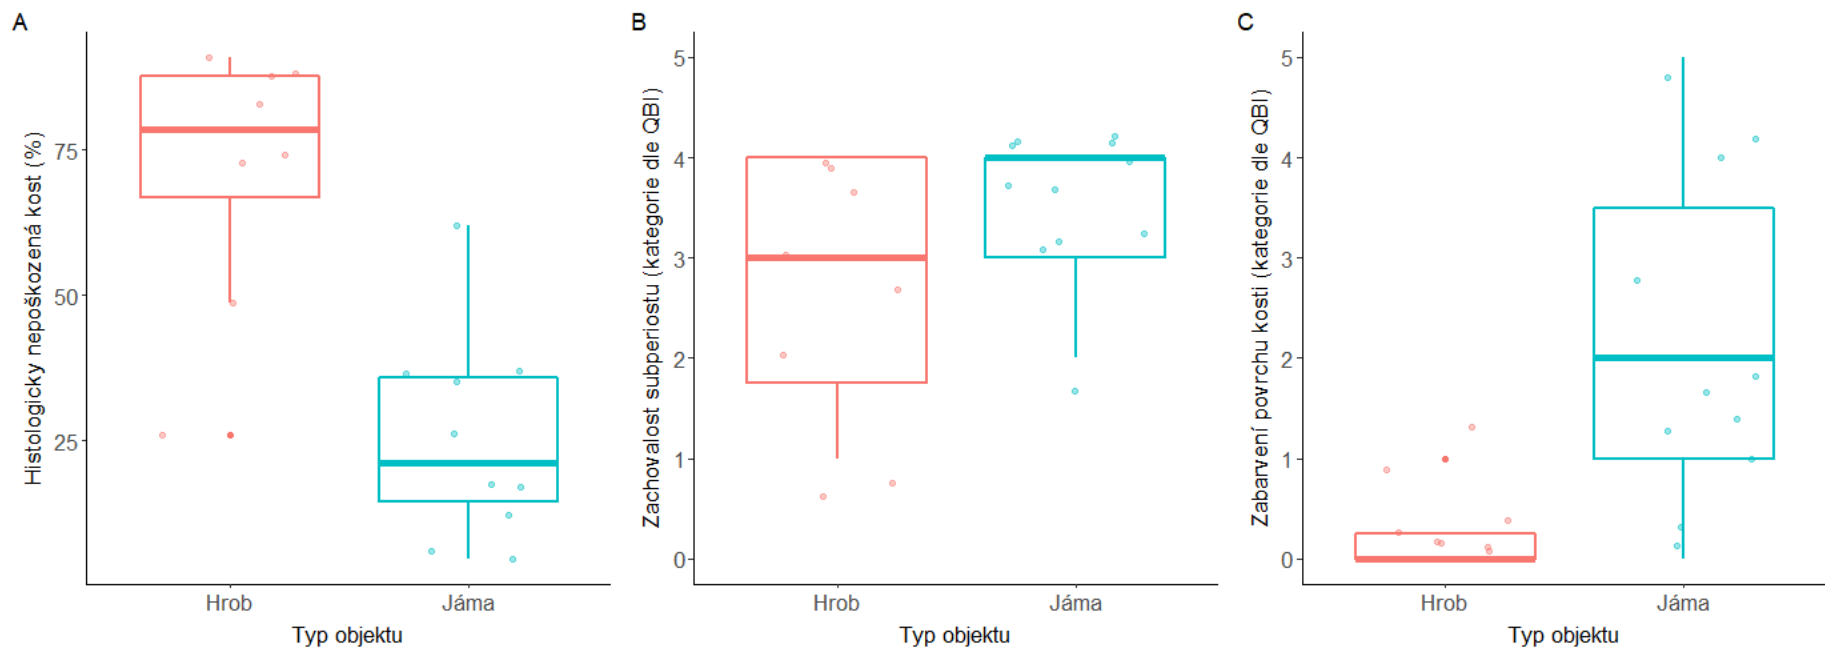 A
Histologicky nepoškozená kost (%)
75
50
25
Hrob
Jáma
Typ objektu
B
Zachovalost subperiostu (kategorie dle QBI)
5
4
3
2
1
0
Hrob
Jáma
Typ objektu
C
Zabarvení povrchu kosti (kategorie dle QBI)
5
4
3
2
1
0
Hrob
Jáma
Typ objektu